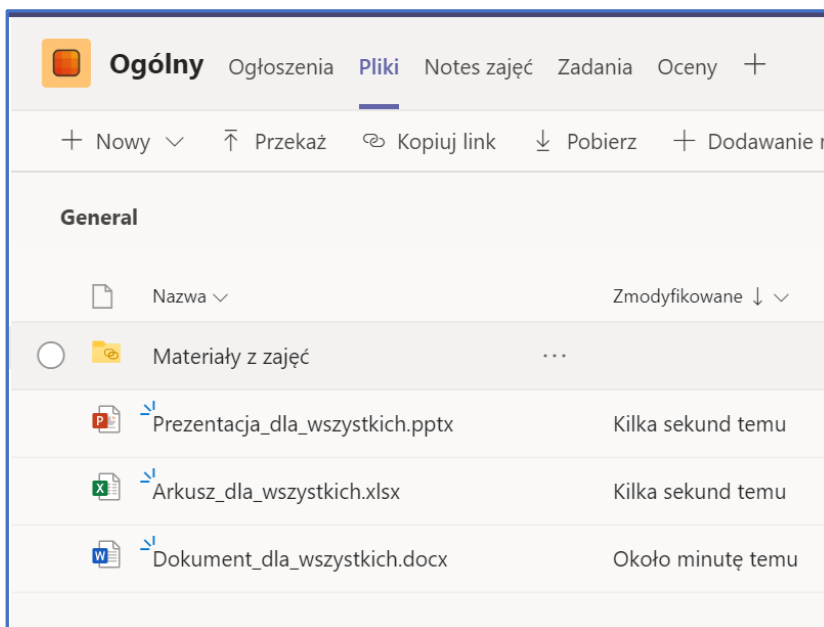 Ogólny Ogłoszenia Pliki Notes zajęć Zadania Oceny +
+ Nowy Przekaż Kopiuj link Pobierz + Dodawanie
General
Nazwa Zmodyfikowane ↓
Materiały z zajęć ...
Prezentacja_dla_wszystkich.pptx Kilka sekund temu
Arkusz_dla_wszystkich.xlsx Kilka sekund temu
Dokument_dla_wszystkich.docx Około minutę temu